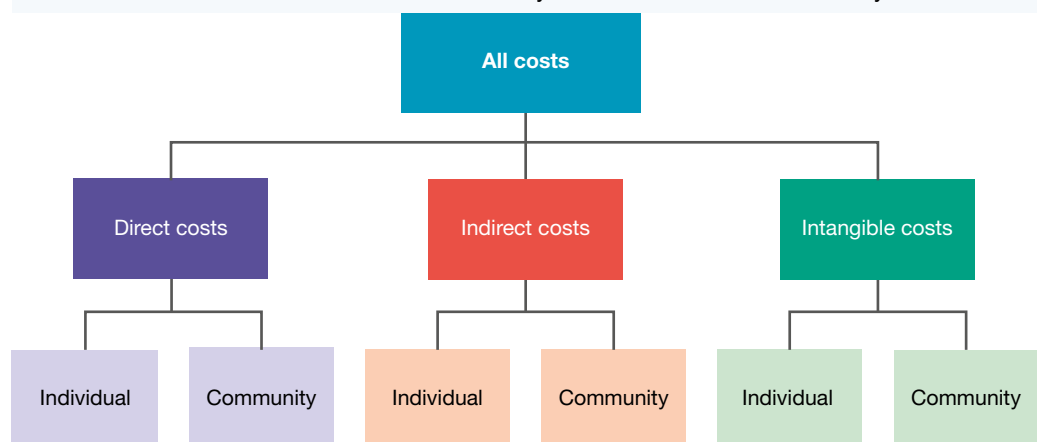 All costs
Direct costs
Indirect costs
Intangible costs
Individual
Community
Individual
Community
Individual
Community